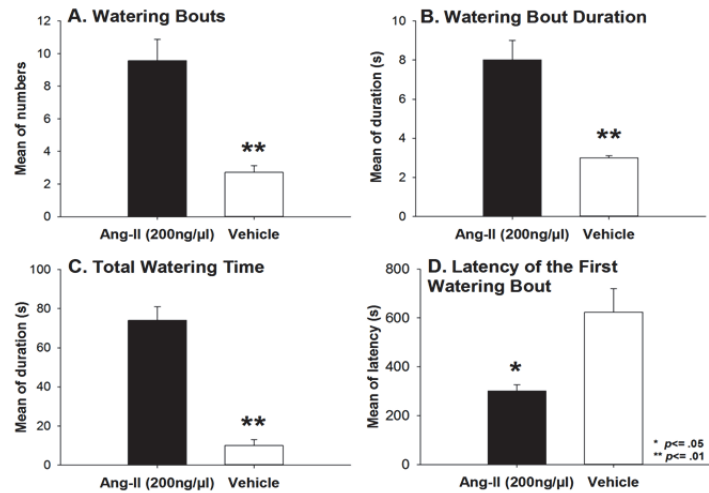 A. Watering Bouts
Mean of numbers
12
10
8
6
4
2
0
**
Ang-II (200ng/µl) Vehicle
B. Watering Bout Duration
Mean of duration (s)
10
8
6
4
2
0
**
Ang-II (200ng/µl) Vehicle
C. Total Watering Time
Mean of duration (s)
100
80
60
40
20
0
**
Ang-II (200ng/µl) Vehicle
D. Latency of the First
Watering Bout
Mean of latency (s)
800
600
400
200
0
*
* p<= .05
** p<= .01
Ang-II (200ng/µl) Vehicle